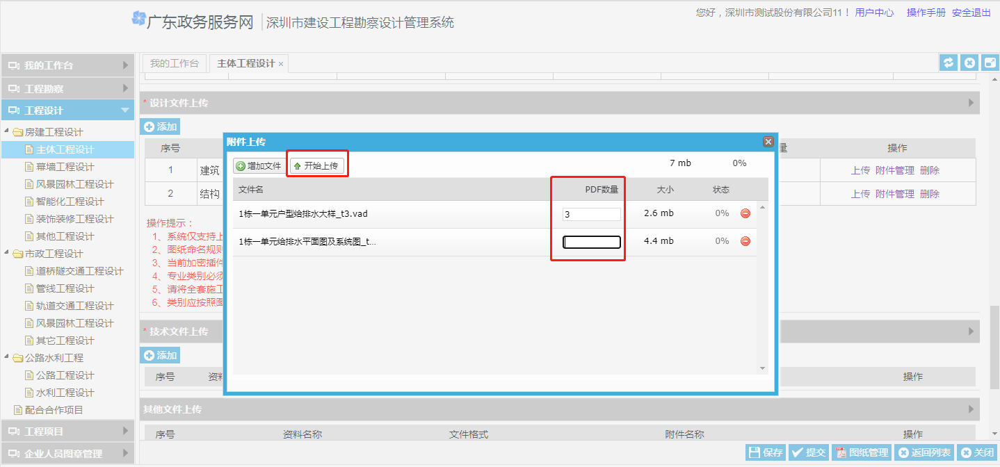 广东政务服务网
深圳市建设工程勘察设计管理系统
您好，深圳市测试股份有限公司11！ 用户中心 操作手册 安全退出
我的工作台
工程勘察
工程设计
房建工程设计
主体工程设计
幕墙工程设计
风景园林工程设计
智能化工程设计
装饰装修工程设计
其他工程设计
市政工程设计
道桥隧交通工程设计
管线工程设计
轨道交通工程设计
风景园林工程设计
其它工程设计
公路水利工程
公路工程设计
水利工程设计
配合合作项目
工程项目
企业人员图章管理
我的工作台 主体工程设计 ×
* 设计文件上传
添加
序号 量 操作
1 建筑 上传 附件管理 删除
2 结构 上传 附件管理 删除
操作提示：
1、系统仅支持上
2、图纸命名规则
3、当前加密插件
4、专业类别必须
5、请将全套施工
6、类别应按照图
附件上传
增加文件 开始上传 7 mb 0%
文件名 PDF数量 大小 状态
1栋一单元户型给排水大样_t3.vad 3 2.6 mb 0%
1栋一单元给排水平面图及系统图_t... 4.4 mb 0%
* 技术文件上传
添加
序号 资料 操作
其他文件上传
序号 资料名称 文件格式 附件名称 操作
保存 提交 图纸管理 返回列表 关闭